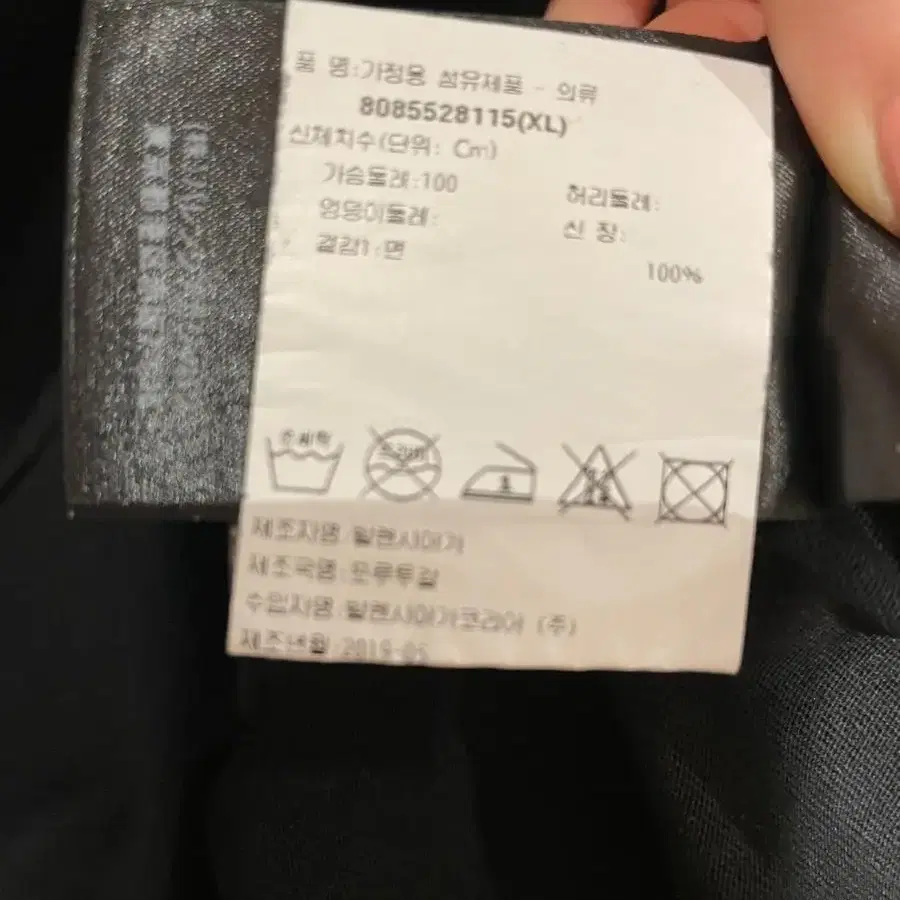 품 명:가정용 섬유제품 - 의류
8085528115(XL)
신체치수(단위: Cm)
가슴둘레:100 허리둘레:
엉덩이둘레: 신 장:
겉감1:면 100%
손세탁
드라이
제조자명:발렌시아가
제조국명:포루투갈
수입자명:발렌시아가코리아 (주)
제조년월:2019-05